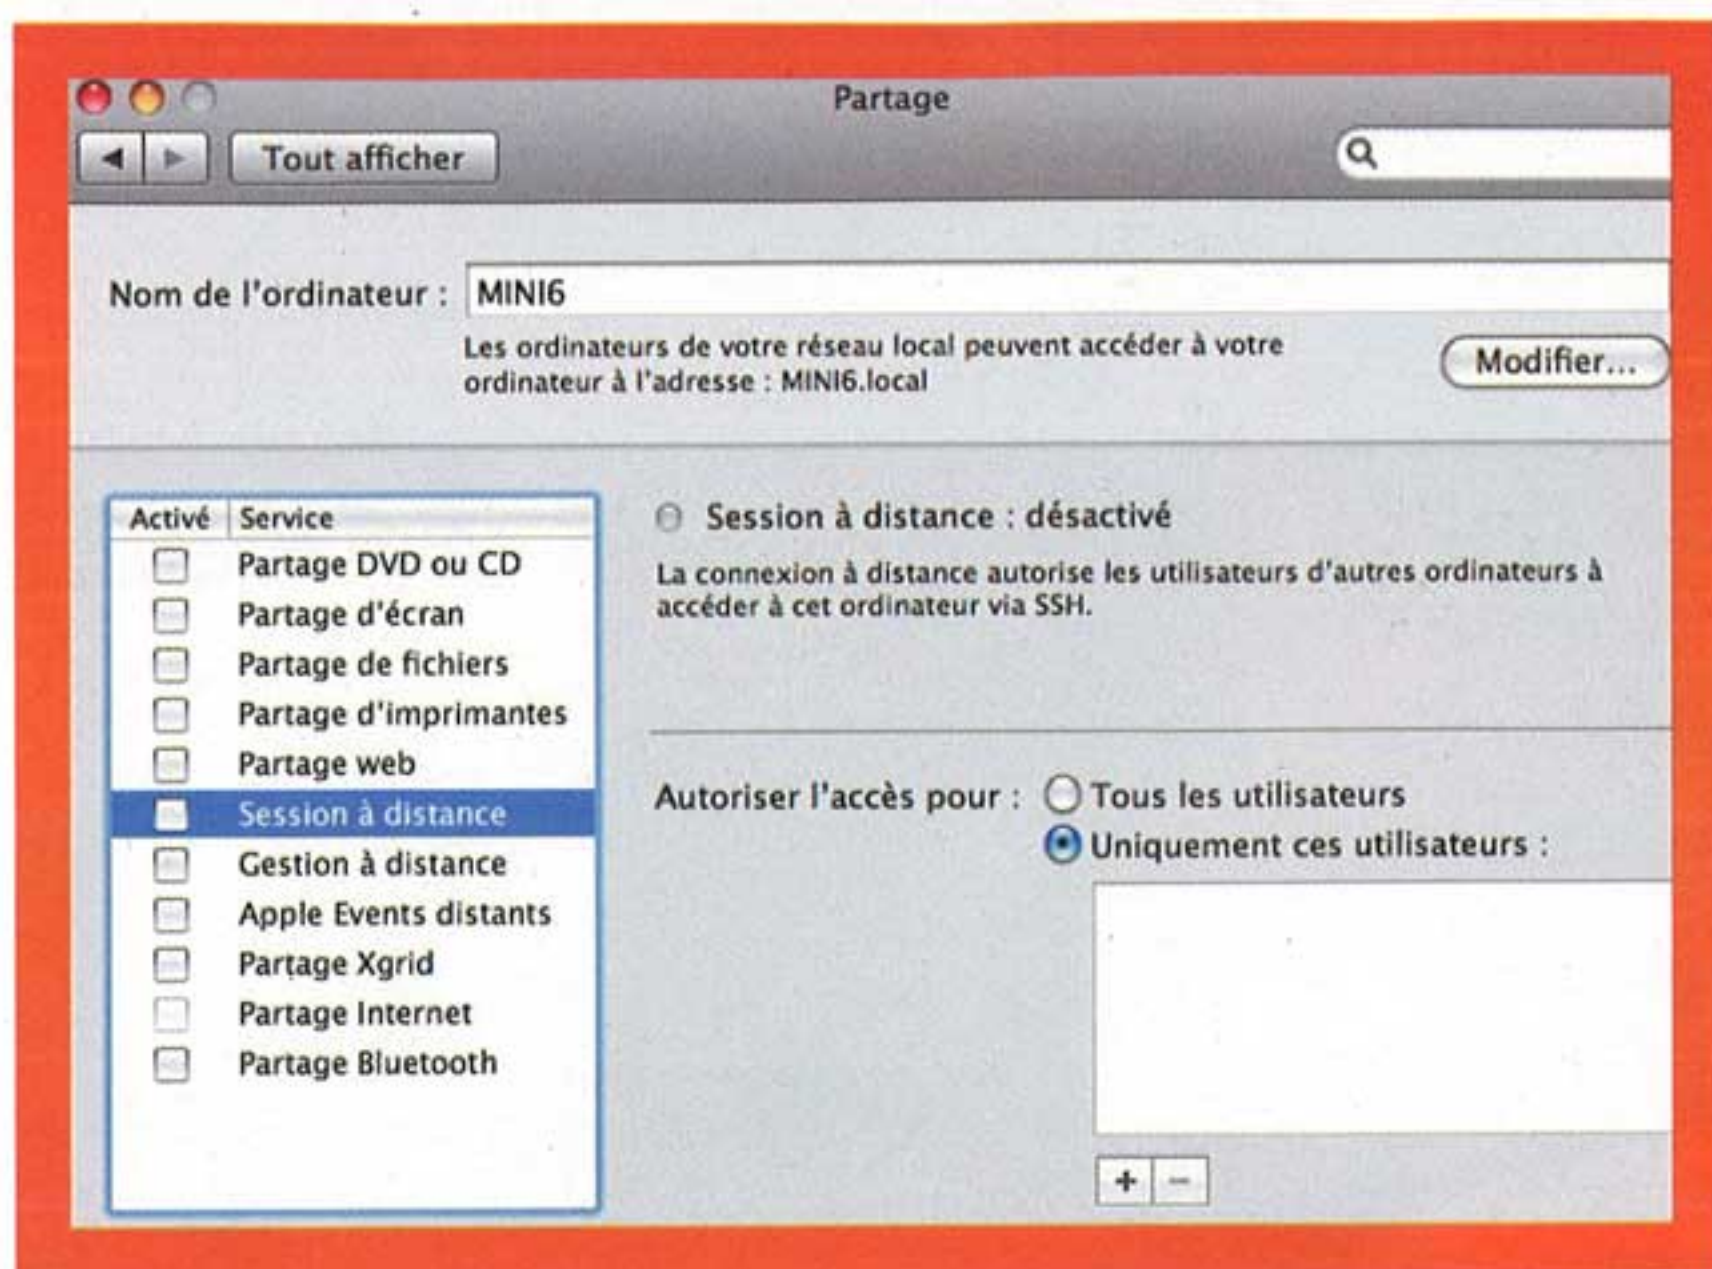 Partage
Tout afficher
Nom de l'ordinateur : MINI6
Les ordinateurs de votre réseau local peuvent accéder à votre
ordinateur à l'adresse : MINI6.local
Modifier...
Activé Service
Partage DVD ou CD
Partage d'écran
Partage de fichiers
Partage d'imprimantes
Partage web
Session à distance
Gestion à distance
Apple Events distants
Partage Xgrid
Partage Internet
Partage Bluetooth
Session à distance : désactivé
La connexion à distance autorise les utilisateurs d'autres ordinateurs à
accéder à cet ordinateur via SSH.
Autoriser l'accès pour : Tous les utilisateurs
Uniquement ces utilisateurs :
+ −